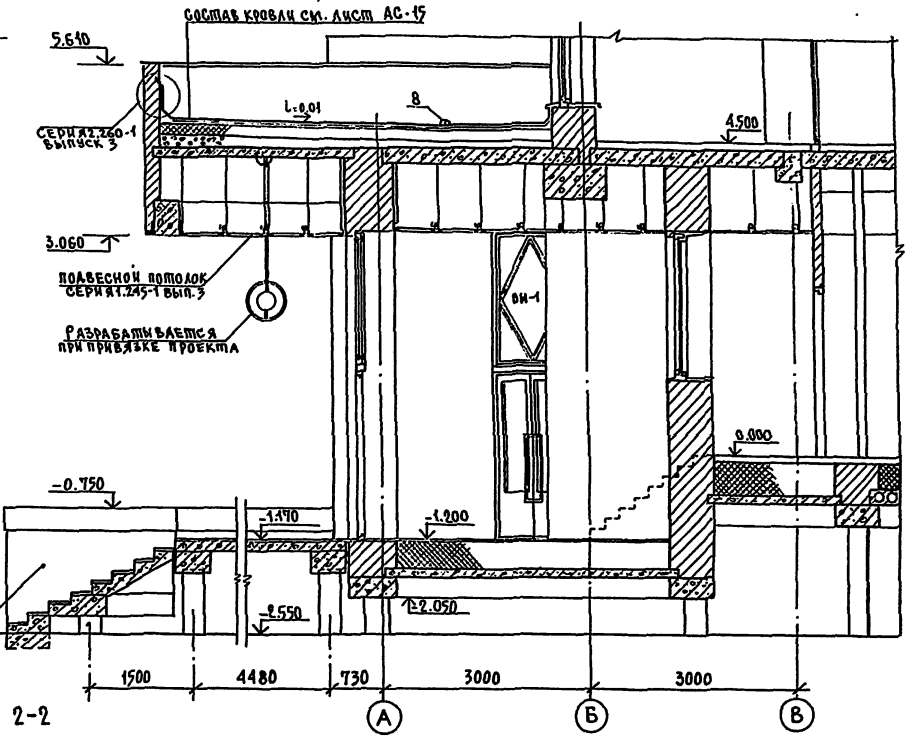 СОСТАВ КРОВЛИ СМ. ЛИСТ АС-15
5.610
i=0,01
8
4.500
СЕРИЯ 2.260-1
ВЫПУСК 3
3.060
ПОДВЕСНОЙ ПОТОЛОК
СЕРИЯ 1.245-1 ВЫП.3
ВН-1
РАЗРАБАТЫВАЕТСЯ
ПРИ ПРИВЯЗКЕ ПРОЕКТА
0.000
-0.750
-1.170
-1.200
-2.550
-2.050
1500 4480 730 3000 3000
2-2
А Б В